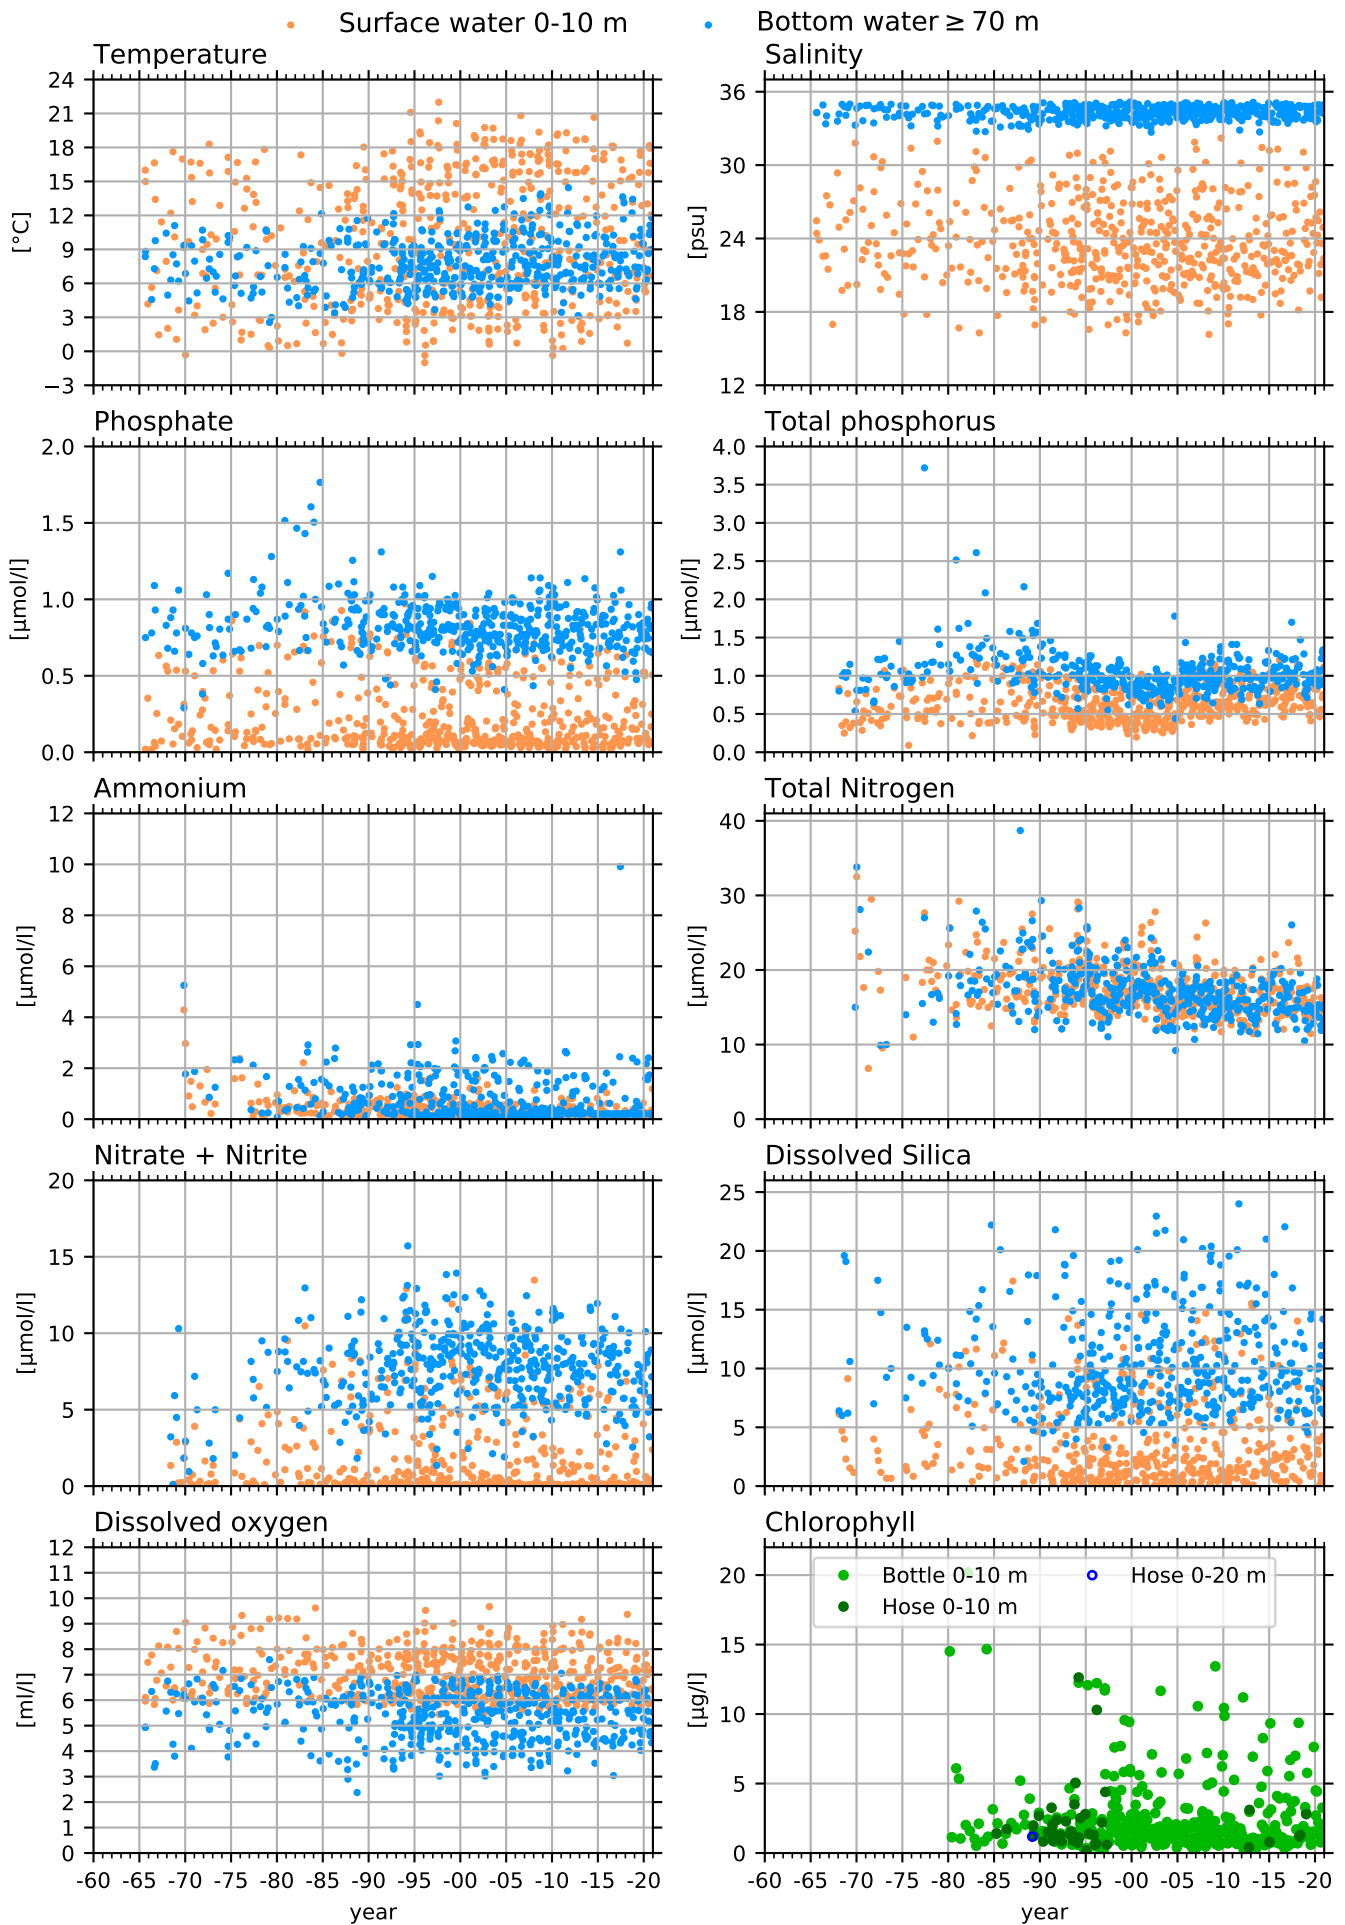 Surface water 0-10 m
Bottom water ≥ 70 m
Temperature
24
21
18
15
12
9
6
3
0
−3
[°C]
Salinity
36
30
24
18
12
[psu]
Phosphate
2.0
1.5
1.0
0.5
0.0
[µmol/l]
Total phosphorus
4.0
3.5
3.0
2.5
2.0
1.5
1.0
0.5
0.0
[µmol/l]
Ammonium
12
10
8
6
4
2
0
[µmol/l]
Total Nitrogen
40
30
20
10
0
[µmol/l]
Nitrate + Nitrite
20
15
10
5
0
[µmol/l]
Dissolved Silica
25
20
15
10
5
0
[µmol/l]
Dissolved oxygen
12
11
10
9
8
7
6
5
4
3
2
1
0
[ml/l]
-60 -65 -70 -75 -80 -85 -90 -95 -00 -05 -10 -15 -20
year
Chlorophyll
Bottle 0-10 m
Hose 0-10 m
Hose 0-20 m
20
15
10
5
0
[µg/l]
-60 -65 -70 -75 -80 -85 -90 -95 -00 -05 -10 -15 -20
year